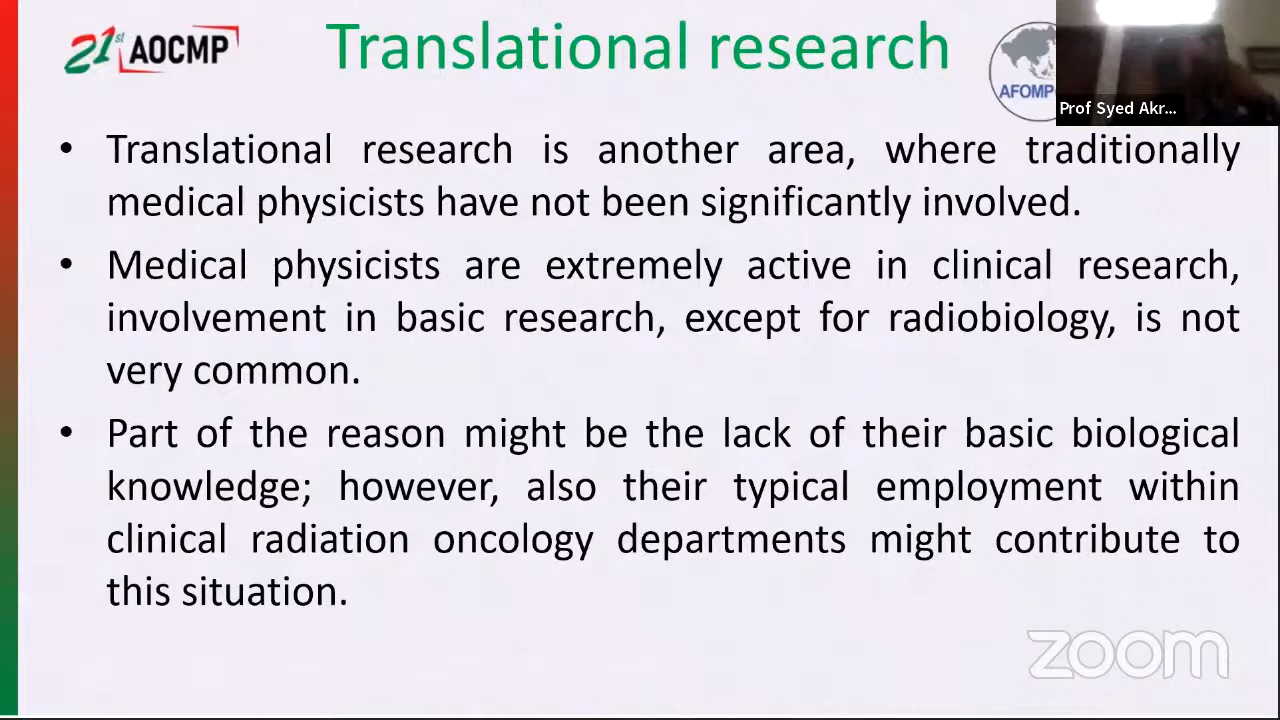 21st AOCMP
Translational research
AFOMP
Prof Syed Akr...
• Translational research is another area, where traditionally
medical physicists have not been significantly involved.
• Medical physicists are extremely active in clinical research,
involvement in basic research, except for radiobiology, is not
very common.
• Part of the reason might be the lack of their basic biological
knowledge; however, also their typical employment within
clinical radiation oncology departments might contribute to
this situation.
zoom